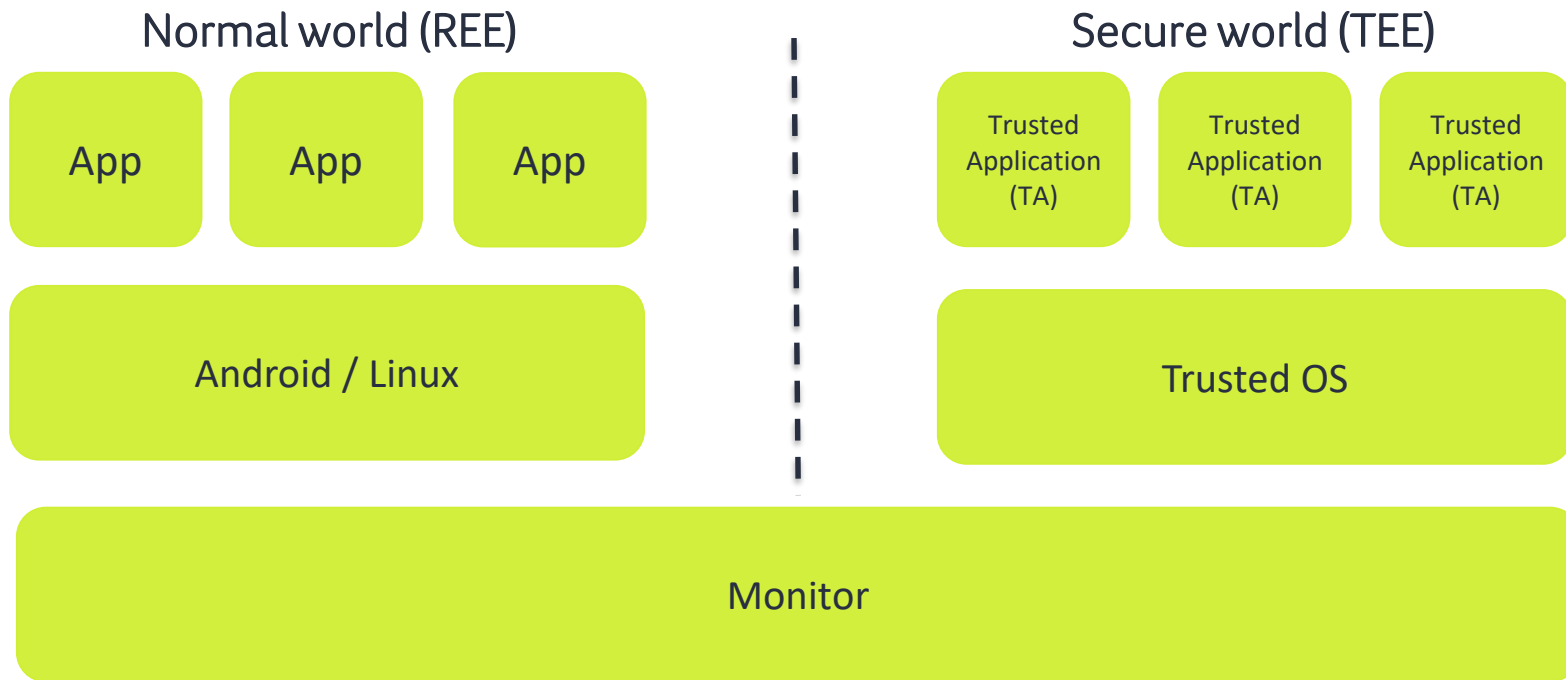 Normal world (REE)
Secure world (TEE)
App
App
App
Trusted
Application
(TA)
Trusted
Application
(TA)
Trusted
Application
(TA)
Android / Linux
Trusted OS
Monitor